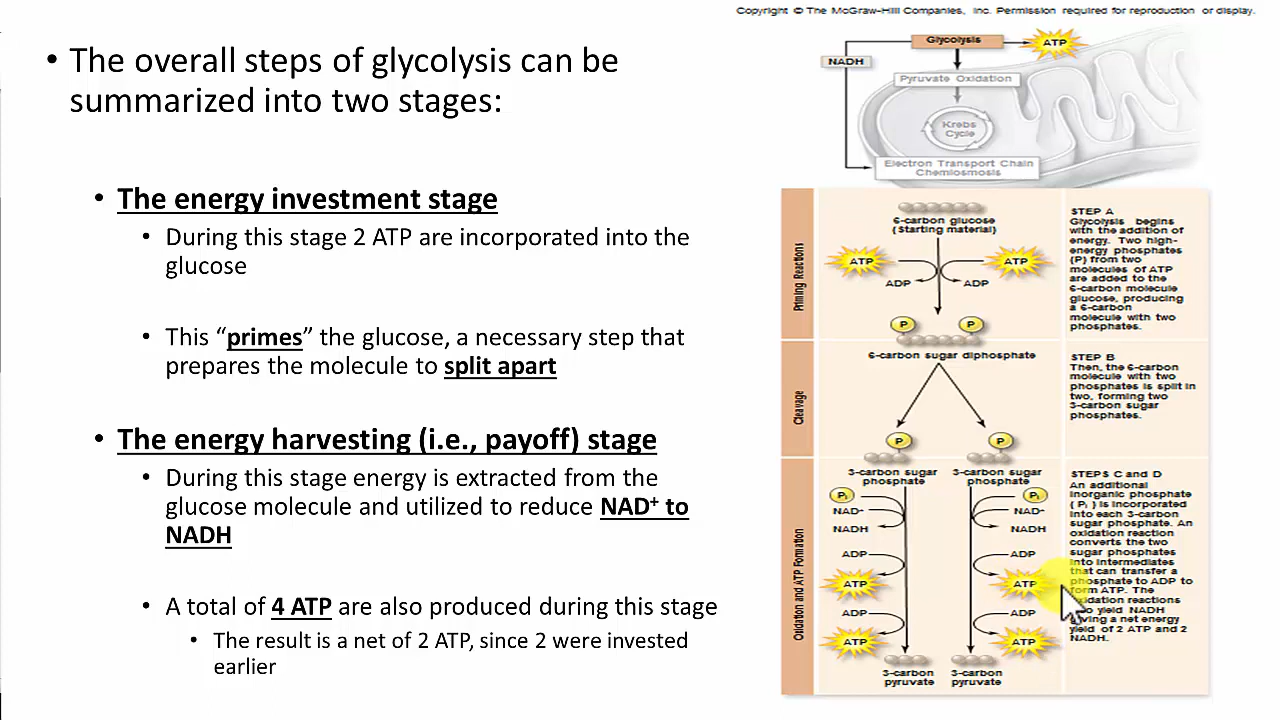 Copyright © The McGraw-Hill Companies, Inc. Permission required for reproduction or display.
• The overall steps of glycolysis can be
summarized into two stages:
• The energy investment stage
• During this stage 2 ATP are incorporated into the
glucose
• This “primes” the glucose, a necessary step that
prepares the molecule to split apart
• The energy harvesting (i.e., payoff) stage
• During this stage energy is extracted from the
glucose molecule and utilized to reduce NAD⁺ to
NADH
• A total of 4 ATP are also produced during this stage
• The result is a net of 2 ATP, since 2 were invested
earlier
Glycolysis
ATP
NADH
Pyruvate Oxidation
Krebs
Cycle
Electron Transport Chain
Chemiosmosis
Priming Reactions
6-carbon glucose
(Starting material)
ATP
ATP
ADP
ADP
P
P
6-carbon sugar diphosphate
STEP A
Glycolysis begins
with the addition of
energy. Two high-
energy phosphates
(P) from two
molecules of ATP
are added to the
6-carbon molecule
glucose, producing
a 6-carbon
molecule with two
phosphates.
Cleavage
P
P
STEP B
Then, the 6-carbon
molecule with two
phosphates is split in
two, forming two
3-carbon sugar
phosphates.
Oxidation and ATP Formation
3-carbon sugar
phosphate
3-carbon sugar
phosphate
Pi
Pi
NAD⁺
NAD⁺
NADH
NADH
ADP
ADP
ATP
ATP
ADP
ADP
ATP
ATP
3-carbon
pyruvate
3-carbon
pyruvate
STEPS C and D
An additional
inorganic phosphate
( Pi ) is incorporated
into each 3-carbon
sugar phosphate. An
oxidation reaction
converts the two
sugar phosphates
into intermediates
that can transfer a
phosphate to ADP to
form ATP. The
oxidation reactions
yield NADH
giving a net energy
yield of 2 ATP and 2
NADH.